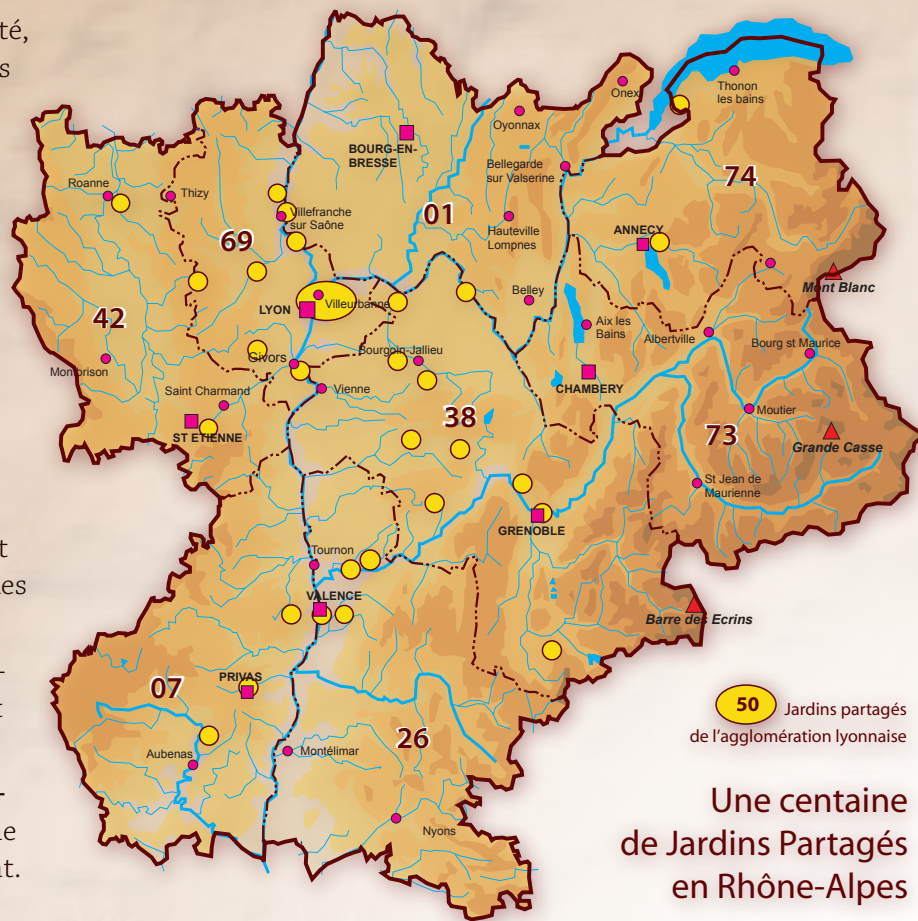 té,
s
Onex
Thonon
les bains
Oyonnax
BOURG-EN-
BRESSE
Bellegarde
sur Valserine
74
Roanne
Thizy
01
Villefranche
sur Saône
Hauteville
Lompnes
69
ANNECY
Mont Blanc
Belley
LYON
Villeurbanne
42
Aix les
Bains
Albertville
Bourg st Maurice
Bourgoin-Jallieu
Givors
Montbrison
CHAMBERY
Vienne
Saint Charmand
Moutier
38
73
ST ETIENNE
Grande Casse
St Jean de
Maurienne
GRENOBLE
t
Tournon
les
VALENCE
Barre des Ecrins
-
PRIVAS
07
t
50 Jardins partagés
de l'agglomération lyonnaise
26
Aubenas
Montélimar
-
Une centaine
de Jardins Partagés
en Rhône-Alpes
ne
Nyons
t.